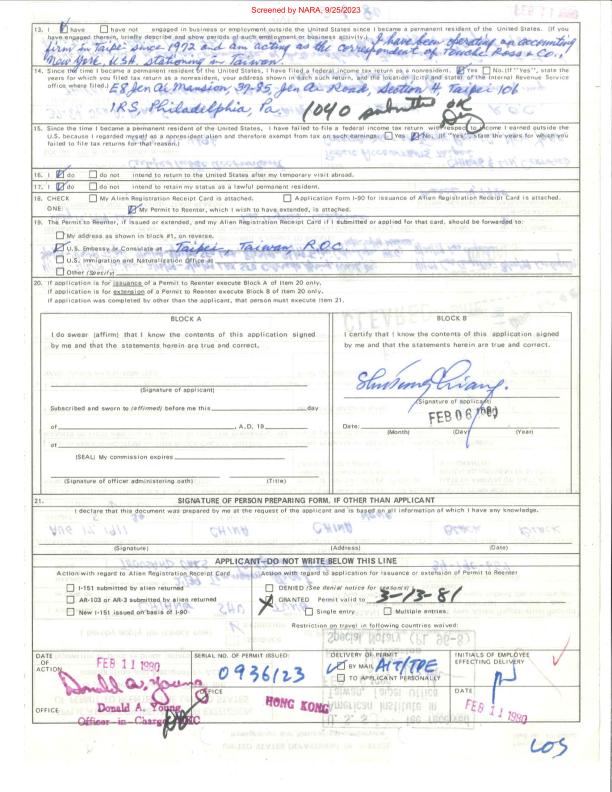 Screened by NARA, 9/25/2023
13. I ☑ have ☐ have not engaged in business or employment outside the United States since I became a permanent resident of the United States. (If you
have engaged therein, briefly describe and show periods of such employment or business activity.) I have been operating an accounting
firm in Taipei since 1972 and am acting as the correspondent of Touche Ross & Co.,
New York, U.S.A. stationing in Taiwan.
14. Since the time I became a permanent resident of the United States, I have filed a federal income tax return as a nonresident. ☑ Yes ☐ No. (If "Yes", state the
years for which you filed tax returns as a nonresident, your address shown in each such return, and the location (city and state) of the Internal Revenue Service
office where filed.) E8 Jen Ai Mansion, 37-85, Jen Ai Road, Section 4, Taipei 106
IRS, Philadelphia, Pa. 1040 submitted OK
15. Since the time I became a permanent resident of the United States, I have failed to file a federal income tax return with respect to income I earned outside the
U.S. because I regarded myself as a nonresident alien and therefore exempt from tax on such earnings. ☐ Yes ☑ No. (If "Yes", state the years for which you
failed to file tax returns for that reason.)
16. I ☑ do ☐ do not intend to return to the United States after my temporary visit abroad.
17. I ☑ do ☐ do not intend to retain my status as a lawful permanent resident.
18. CHECK ☐ My Alien Registration Receipt Card is attached. ☐ Application form I-90 for issuance of Alien Registration Receipt Card is attached.
ONE: ☑ My Permit to Reenter, which I wish to have extended, is attached.
19. The Permit to Reenter, if issued or extended, and my Alien Registration Receipt Card if I submitted or applied for that card, should be forwarded to:
☐ My address as shown in block #1, on reverse.
☑ U.S. Embassy or Consulate at Taipei, Taiwan, R.O.C.
☐ U.S. Immigration and Naturalization Office at
☐ Other (Specify)
20. If application is for issuance of a Permit to Reenter execute Block A of Item 20 only.
If application is for extension of a Permit to Reenter execute Block B of Item 20 only.
If application was completed by other than the applicant, that person must execute Item 21.
BLOCK A
I do swear (affirm) that I know the contents of this application signed
by me and that the statements herein are true and correct.
(Signature of applicant)
Subscribed and sworn to (affirmed) before me this day
of , A.D, 19
at
(SEAL) My commission expires
(Signature of officer administering oath) (Title)
BLOCK B
I certify that I know the contents of this application signed
by me and that the statements herein are true and correct.
(Signature of applicant)
FEB 06 1980
Date:
(Month) (Day) (Year)
21. SIGNATURE OF PERSON PREPARING FORM, IF OTHER THAN APPLICANT
I declare that this document was prepared by me at the request of the applicant and is based on all information of which I have any knowledge.
(Signature) (Address) (Date)
APPLICANT—DO NOT WRITE BELOW THIS LINE
Action with regard to Alien Registration Receipt Card
☐ I-151 submitted by alien returned
☐ AR-103 or AR-3 submitted by alien returned
☐ New I-151 issued on basis of I-90
Action with regard to application for issuance or extension of Permit to Reenter
☐ DENIED (See denial notice for reasons)
☒ GRANTED Permit valid to 3-13-81
☐ Single entry ☐ Multiple entries:
Restriction on travel in following countries waived:
DATE
OF
ACTION
FEB 11 1980
Donald A. Young
Donald A. Young
OFFICE Officer-in-Charge, HKC
SERIAL NO. OF PERMIT ISSUED:
0936123
OFFICE
HONG KONG
DELIVERY OF PERMIT
☑ BY MAIL AIT/TPE
☐ TO APPLICANT PERSONALLY
INITIALS OF EMPLOYEE
EFFECTING DELIVERY
DATE
FEB 11 1980
LOS